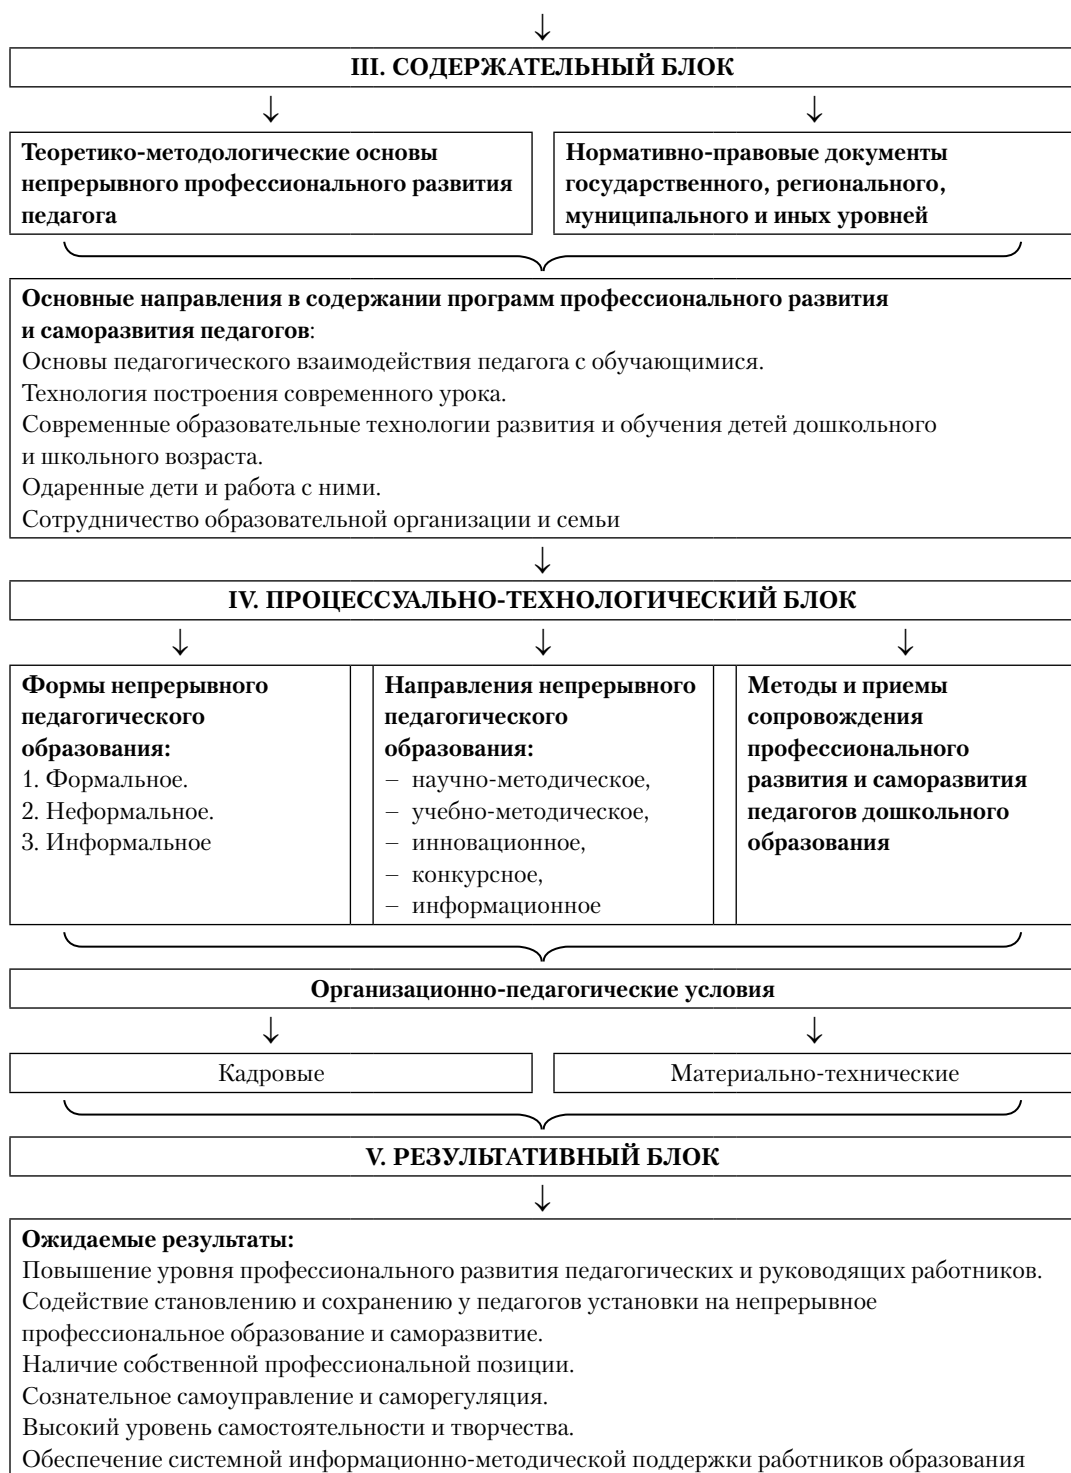 III. СОДЕРЖАТЕЛЬНЫЙ БЛОК
Теоретико-методологические основы
непрерывного профессионального развития
педагога
Нормативно-правовые документы
государственного, регионального,
муниципального и иных уровней
Основные направления в содержании программ профессионального развития
и саморазвития педагогов:
Основы педагогического взаимодействия педагога с обучающимися.
Технология построения современного урока.
Современные образовательные технологии развития и обучения детей дошкольного
и школьного возраста.
Одаренные дети и работа с ними.
Сотрудничество образовательной организации и семьи
IV. ПРОЦЕССУАЛЬНО-ТЕХНОЛОГИЧЕСКИЙ БЛОК
Формы непрерывного
педагогического
образования:
1. Формальное.
2. Неформальное.
3. Информальное
Направления непрерывного
педагогического
образования:
– научно-методическое,
– учебно-методическое,
– инновационное,
– конкурсное,
– информационное
Методы и приемы
сопровождения
профессионального
развития и саморазвития
педагогов дошкольного
образования
Организационно-педагогические условия
Кадровые
Материально-технические
V. РЕЗУЛЬТАТИВНЫЙ БЛОК
Ожидаемые результаты:
Повышение уровня профессионального развития педагогических и руководящих работников.
Содействие становлению и сохранению у педагогов установки на непрерывное
профессиональное образование и саморазвитие.
Наличие собственной профессиональной позиции.
Сознательное самоуправление и саморегуляция.
Высокий уровень самостоятельности и творчества.
Обеспечение системной информационно-методической поддержки работников образования